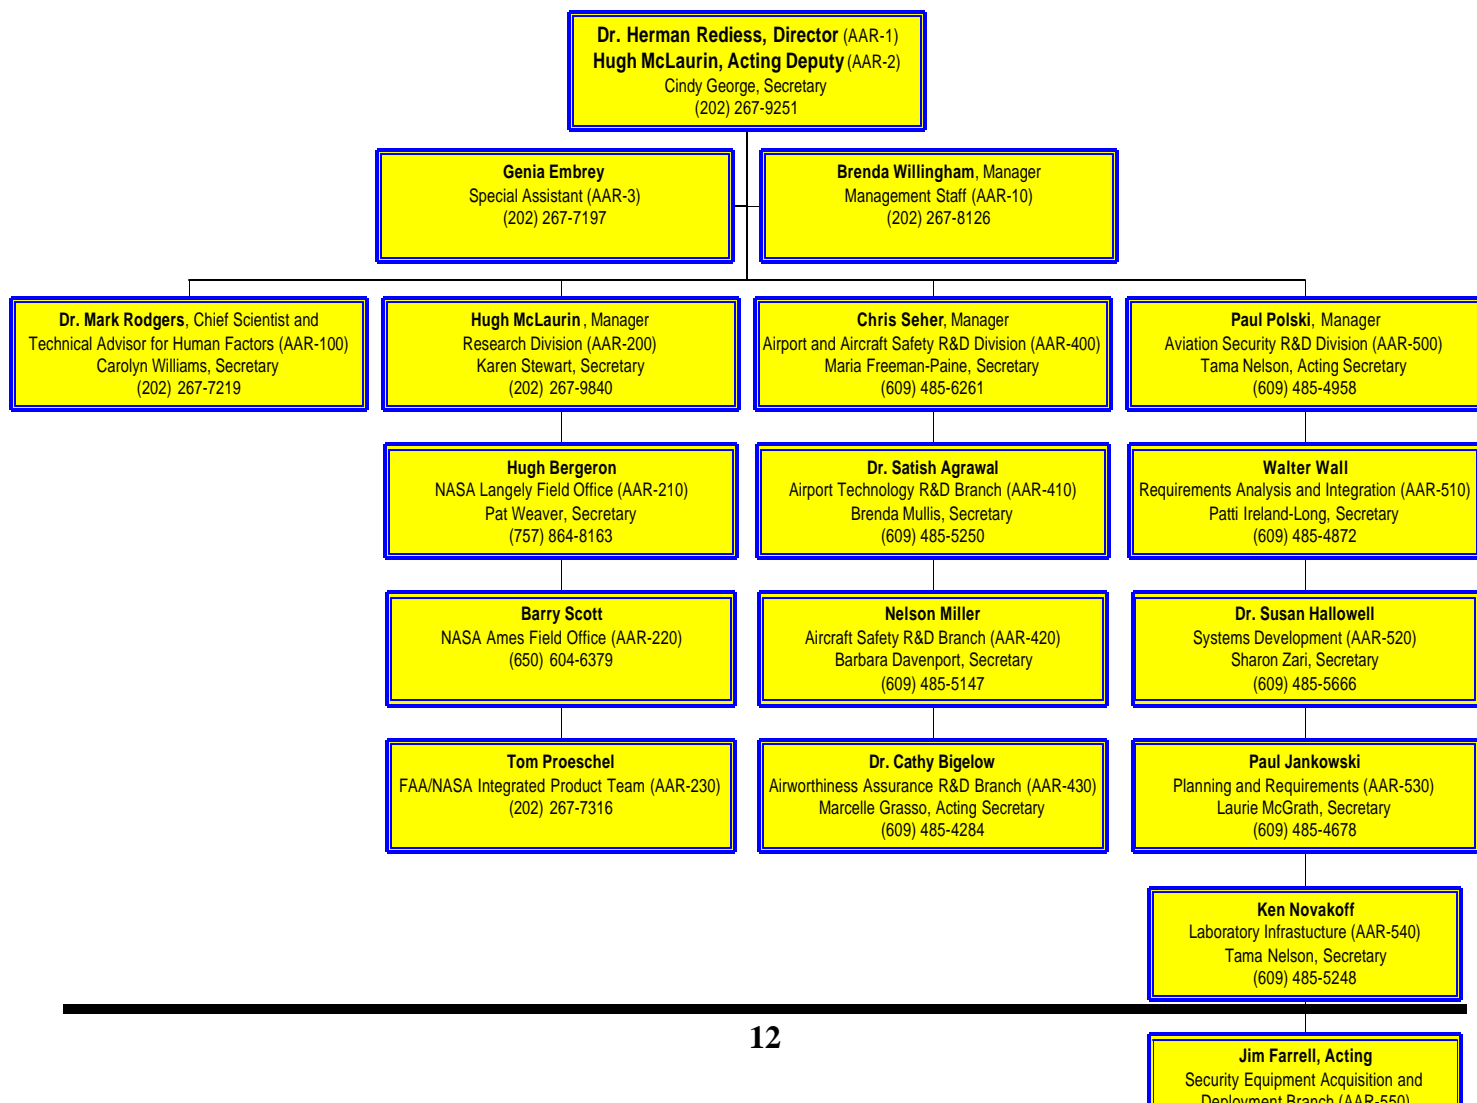 Dr. Herman Rediess, Director (AAR-1)
Hugh McLaurin, Acting Deputy (AAR-2)
Cindy George, Secretary
(202) 267-9251
Genia Embrey
Special Assistant (AAR-3)
(202) 267-7197
Brenda Willingham, Manager
Management Staff (AAR-10)
(202) 267-8126
Dr. Mark Rodgers, Chief Scientist and
Technical Advisor for Human Factors (AAR-100)
Carolyn Williams, Secretary
(202) 267-7219
Hugh McLaurin, Manager
Research Division (AAR-200)
Karen Stewart, Secretary
(202) 267-9840
Chris Seher, Manager
Airport and Aircraft Safety R&D Division (AAR-400)
Maria Freeman-Paine, Secretary
(609) 485-6261
Paul Polski, Manager
Aviation Security R&D Division (AAR-500)
Tama Nelson, Acting Secretary
(609) 485-4958
Hugh Bergeron
NASA Langely Field Office (AAR-210)
Pat Weaver, Secretary
(757) 864-8163
Dr. Satish Agrawal
Airport Technology R&D Branch (AAR-410)
Brenda Mullis, Secretary
(609) 485-5250
Walter Wall
Requirements Analysis and Integration (AAR-510)
Patti Ireland-Long, Secretary
(609) 485-4872
Barry Scott
NASA Ames Field Office (AAR-220)
(650) 604-6379
Nelson Miller
Aircraft Safety R&D Branch (AAR-420)
Barbara Davenport, Secretary
(609) 485-5147
Dr. Susan Hallowell
Systems Development (AAR-520)
Sharon Zari, Secretary
(609) 485-5666
Tom Proeschel
FAA/NASA Integrated Product Team (AAR-230)
(202) 267-7316
Dr. Cathy Bigelow
Airworthiness Assurance R&D Branch (AAR-430)
Marcelle Grasso, Acting Secretary
(609) 485-4284
Paul Jankowski
Planning and Requirements (AAR-530)
Laurie McGrath, Secretary
(609) 485-4678
Ken Novakoff
Laboratory Infrastucture (AAR-540)
Tama Nelson, Secretary
(609) 485-5248
12
Jim Farrell, Acting
Security Equipment Acquisition and
Deployment Branch (AAR-550)